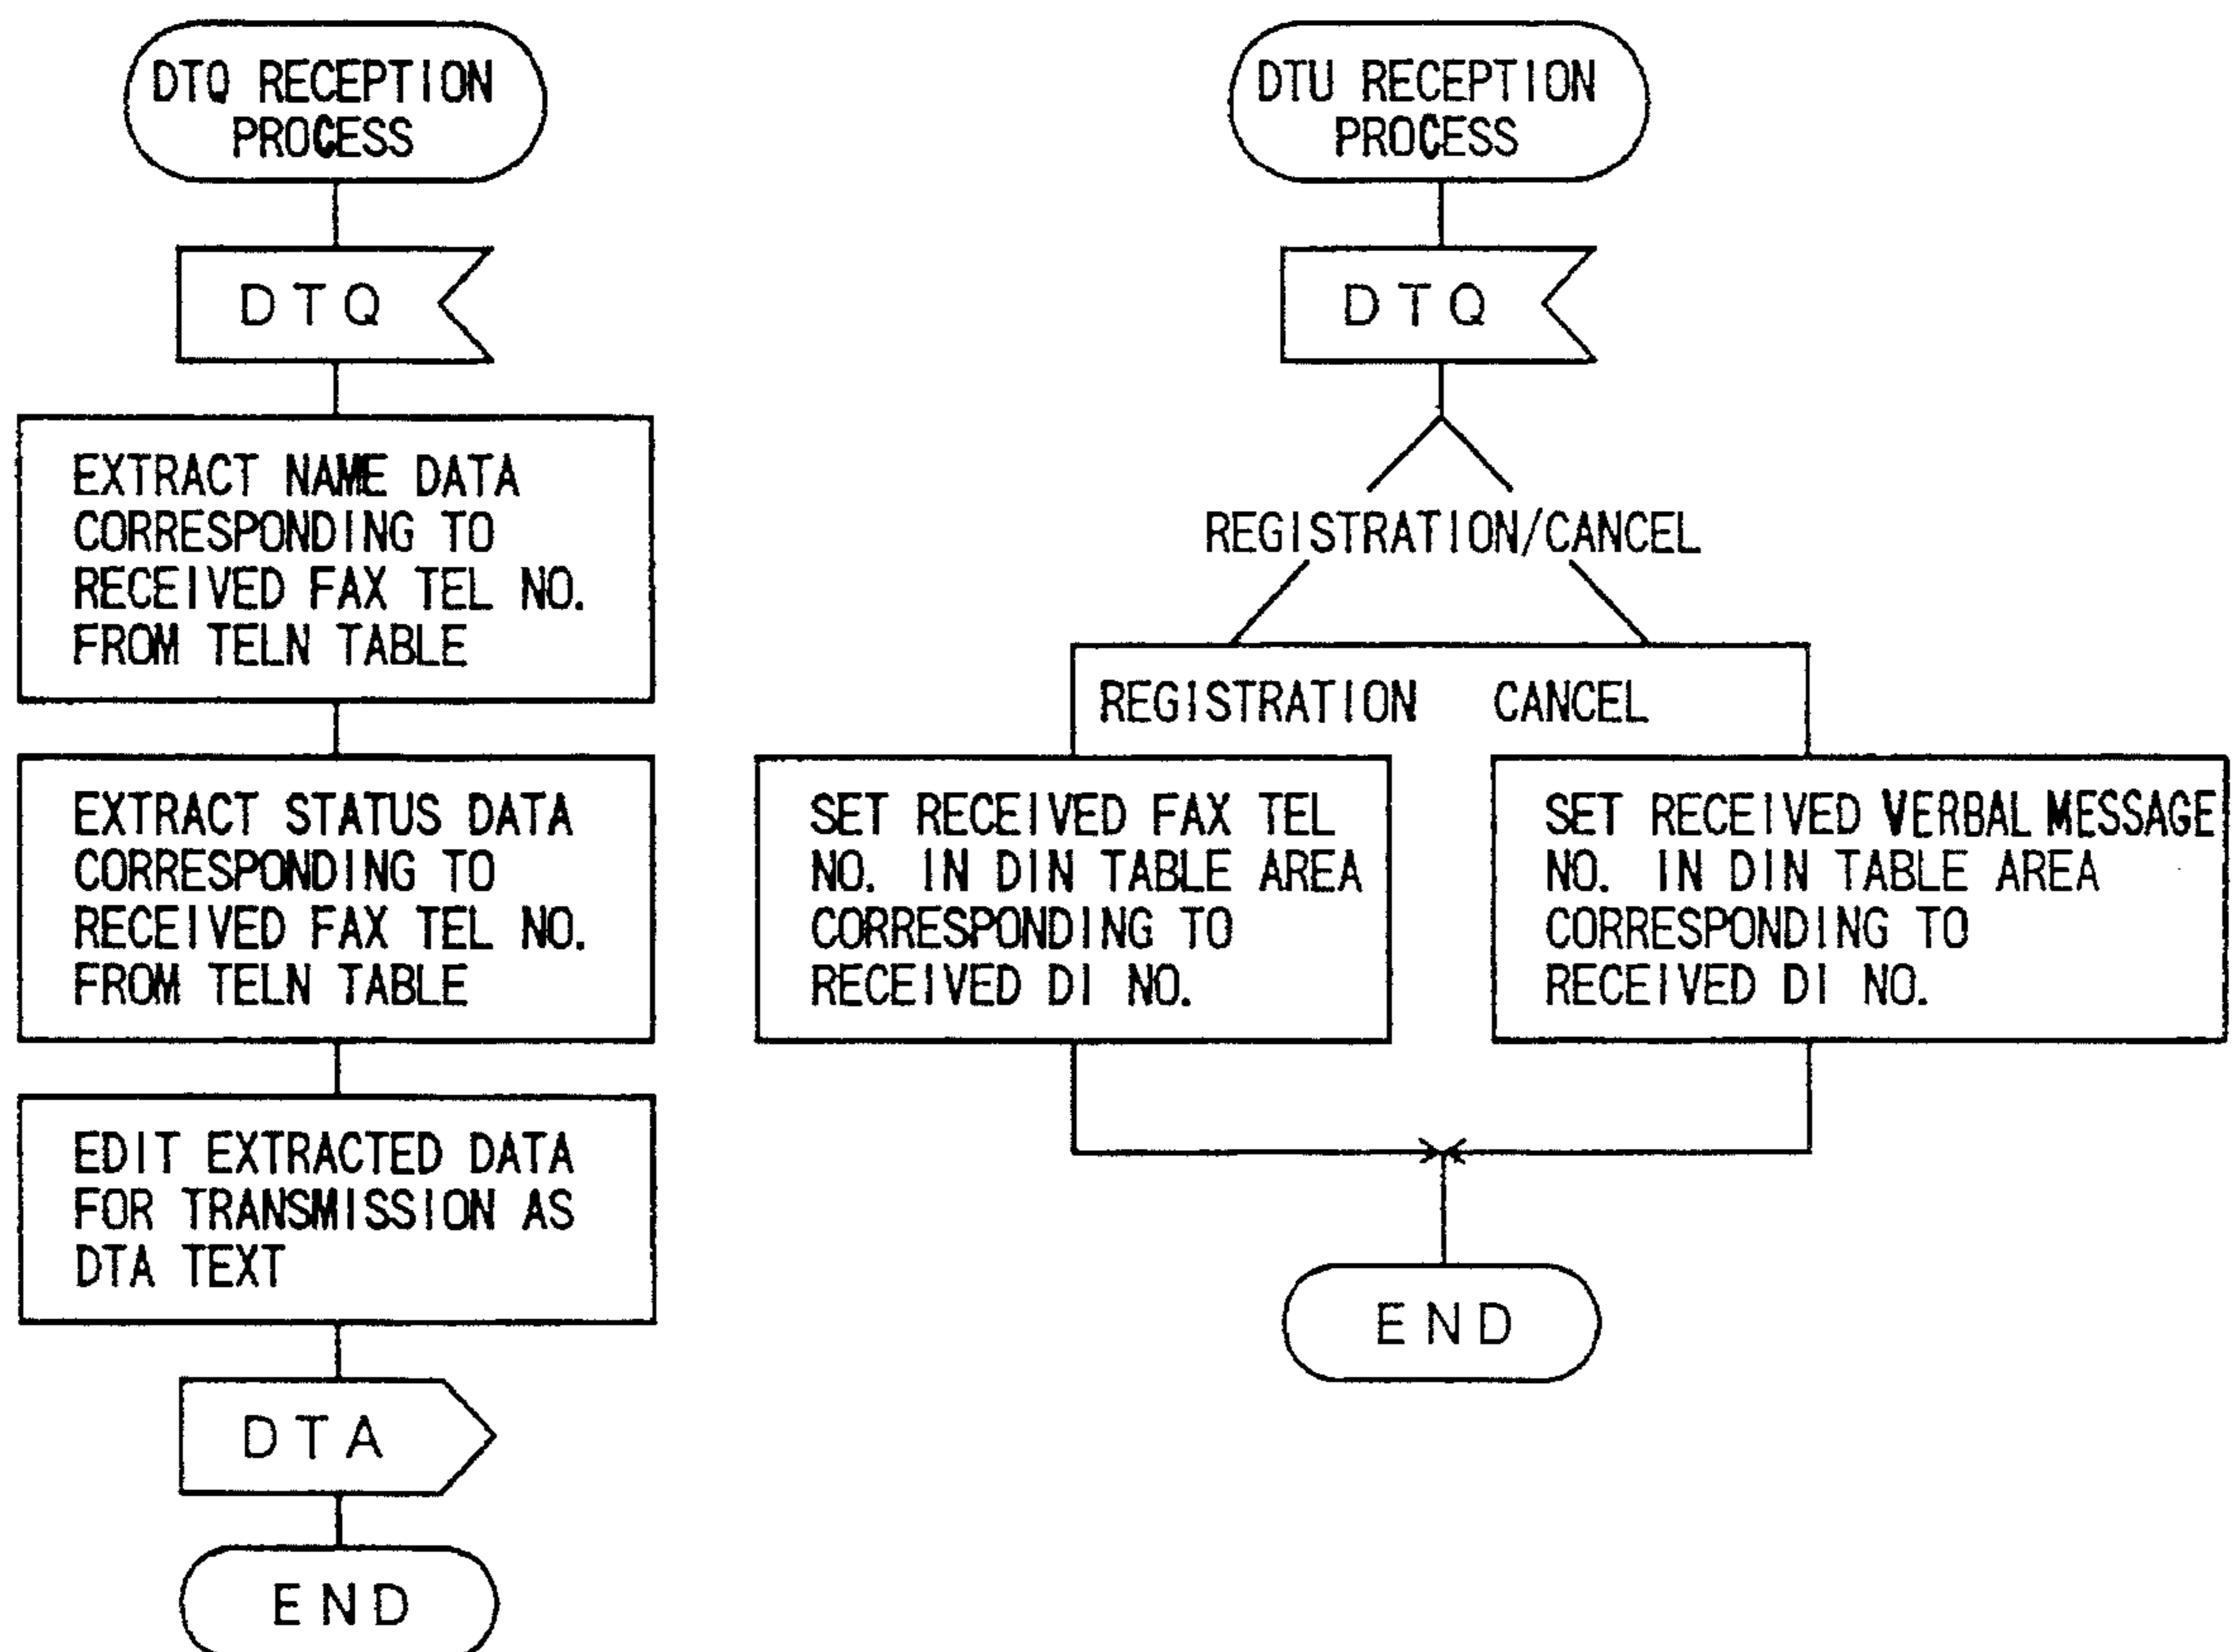 DTQ RECEPTION
PROCESS
DTQ
EXTRACT NAME DATA
CORRESPONDING TO
RECEIVED FAX TEL NO.
FROM TELN TABLE
EXTRACT STATUS DATA
CORRESPONDING TO
RECEIVED FAX TEL NO.
FROM TELN TABLE
EDIT EXTRACTED DATA
FOR TRANSMISSION AS
DTA TEXT
DTA
END
DTU RECEPTION
PROCESS
DTQ
REGISTRATION/CANCEL
REGISTRATION CANCEL
SET RECEIVED FAX TEL
NO. IN DIN TABLE AREA
CORRESPONDING TO
RECEIVED DI NO.
SET RECEIVED VERBAL MESSAGE
NO. IN DIN TABLE AREA
CORRESPONDING TO
RECEIVED DI NO.
END